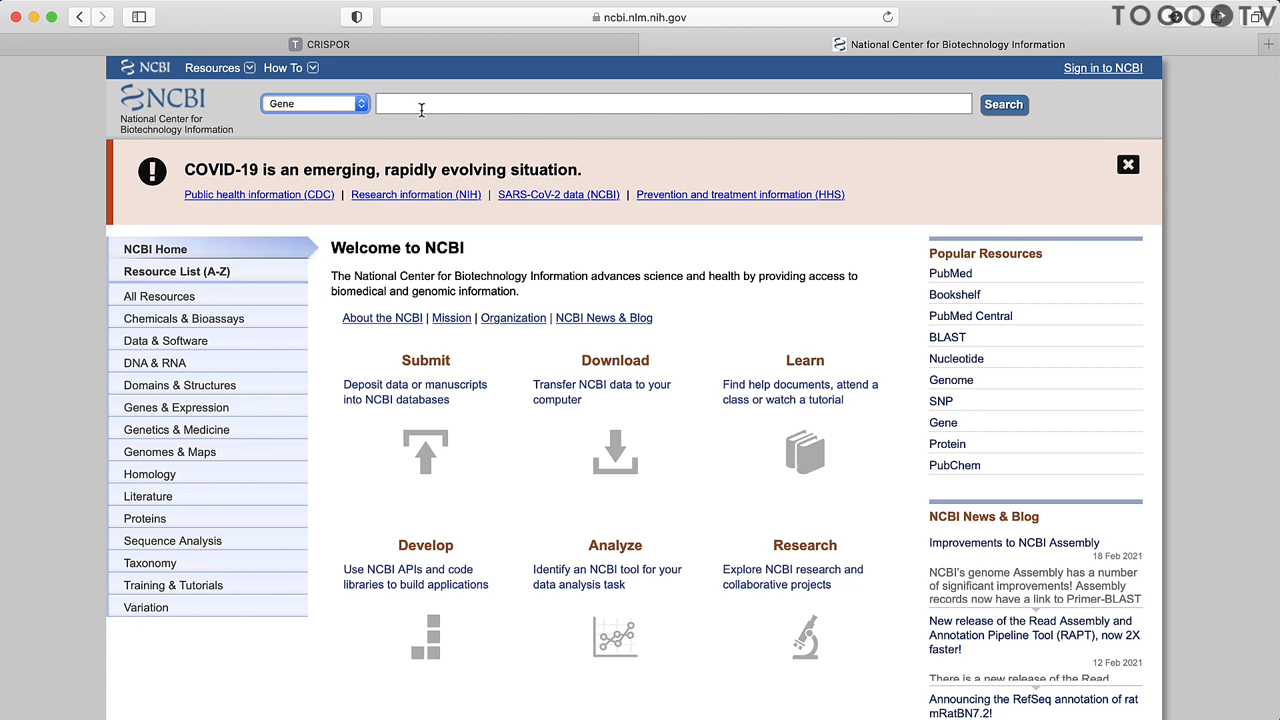 ncbi.nlm.nih.gov
TOGO TV
CRISPOR
National Center for Biotechnology Information
NCBI Resources How To Sign in to NCBI
NCBI
National Center for
Biotechnology Information
Gene
Search
COVID-19 is an emerging, rapidly evolving situation.
Public health information (CDC) | Research information (NIH) | SARS-CoV-2 data (NCBI) | Prevention and treatment information (HHS)
NCBI Home
Resource List (A-Z)
All Resources
Chemicals & Bioassays
Data & Software
DNA & RNA
Domains & Structures
Genes & Expression
Genetics & Medicine
Genomes & Maps
Homology
Literature
Proteins
Sequence Analysis
Taxonomy
Training & Tutorials
Variation
Welcome to NCBI
The National Center for Biotechnology Information advances science and health by providing access to
biomedical and genomic information.
About the NCBI | Mission | Organization | NCBI News & Blog
Submit
Deposit data or manuscripts
into NCBI databases
Download
Transfer NCBI data to your
computer
Learn
Find help documents, attend a
class or watch a tutorial
Develop
Use NCBI APIs and code
libraries to build applications
Analyze
Identify an NCBI tool for your
data analysis task
Research
Explore NCBI research and
collaborative projects
Popular Resources
PubMed
Bookshelf
PubMed Central
BLAST
Nucleotide
Genome
SNP
Gene
Protein
PubChem
NCBI News & Blog
Improvements to NCBI Assembly
18 Feb 2021
NCBI's genome Assembly has a number
of significant improvements! Assembly
records now have a link to Primer-BLAST
New release of the Read Assembly and
Annotation Pipeline Tool (RAPT), now 2X
faster!
12 Feb 2021
There is a new release of the Read
Announcing the RefSeq annotation of rat
mRatBN7.2!